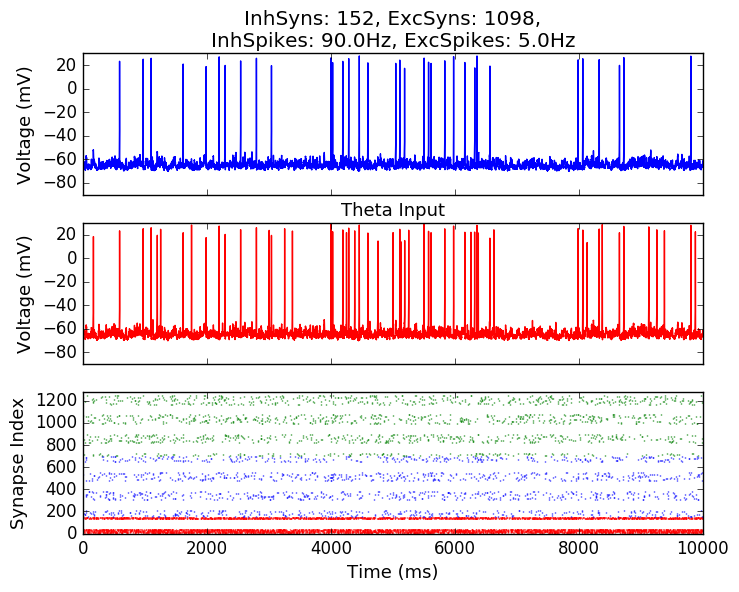 InhSyns: 152, ExcSyns: 1098,
InhSpikes: 90.0Hz, ExcSpikes: 5.0Hz
20
0
−20
−40
−60
−80
Voltage (mV)
Theta Input
20
0
−20
−40
−60
−80
Voltage (mV)
1200
1000
800
600
400
200
0
Synapse Index
0 2000 4000 6000 8000 10000
Time (ms)